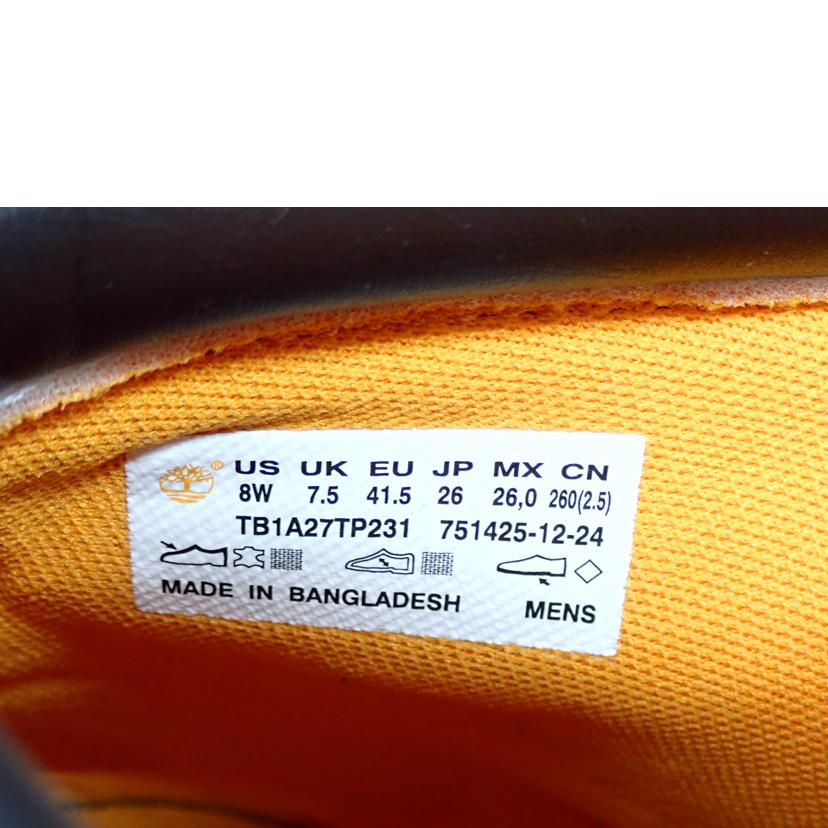 ® US UK EU JP MX CN
8W 7.5 41.5 26 26,0 260(2.5)
TB1A27TP231 751425-12-24
MADE IN BANGLADESH MENS